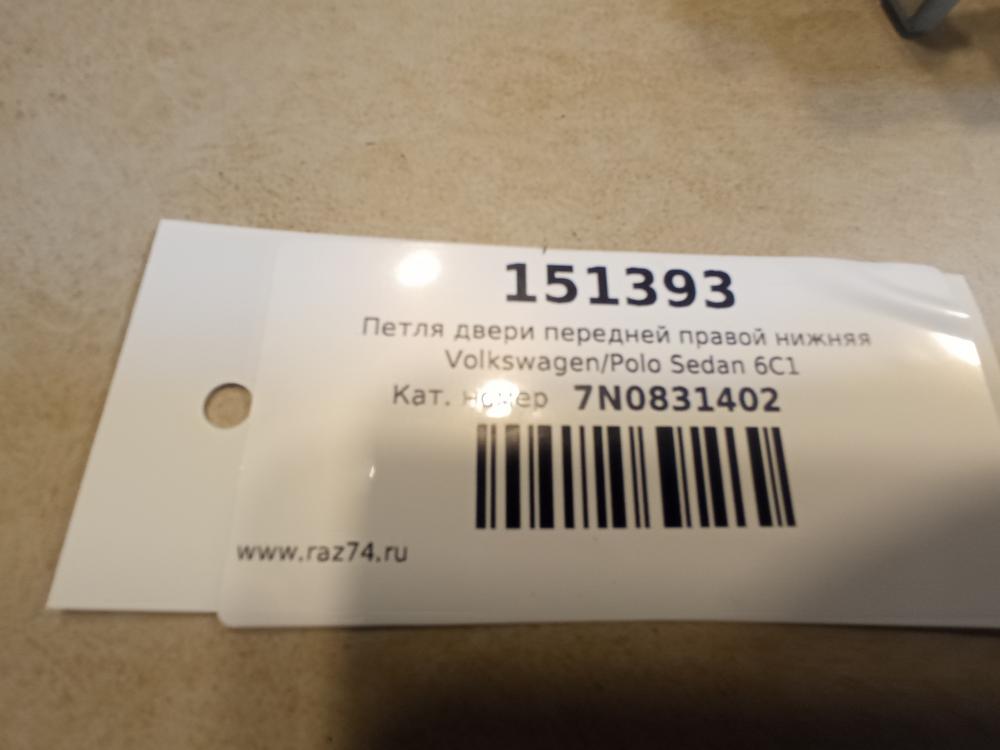 151393
Петля двери передней правой нижняя
Volkswagen/Polo Sedan 6C1
Кат. номер 7N0831402
www.raz74.ru